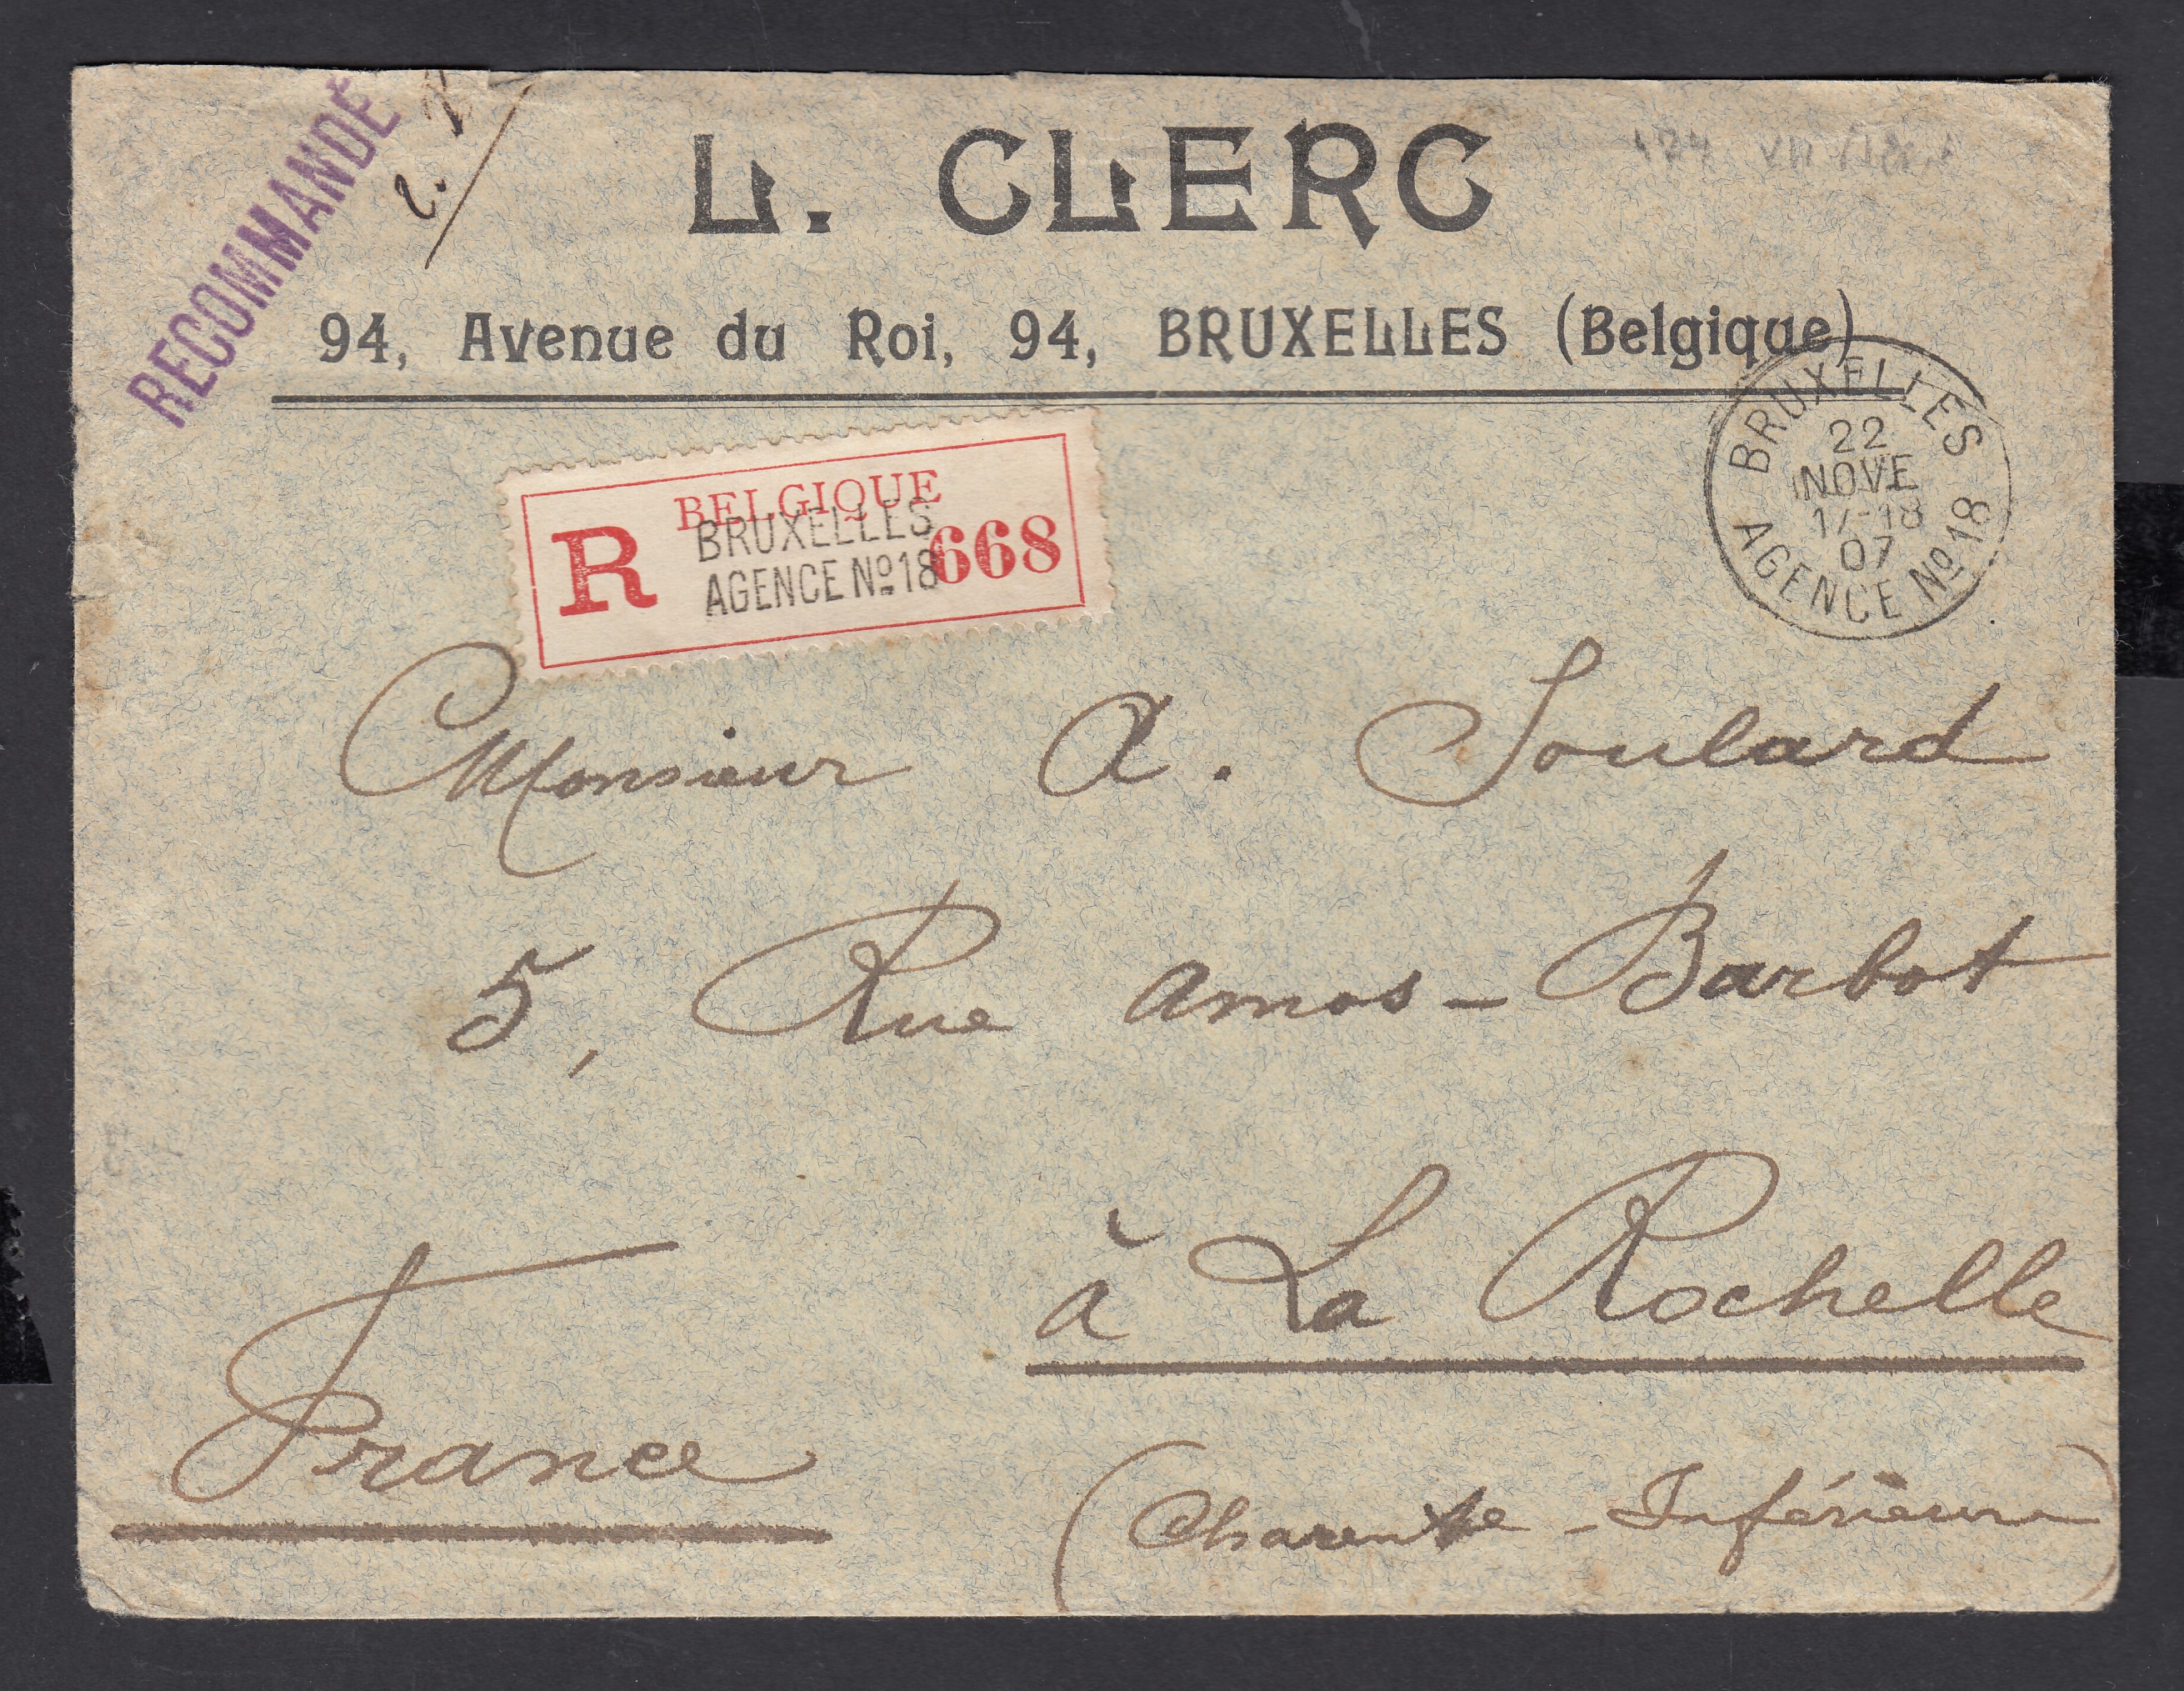 RECOMMANDÉ
L. CLERC
94, Avenue du Roi, 94, BRUXELLES (Belgique)
BRUXELLES
22
NOVE
17-18
07
AGENCE Nº 18
BELGIQUE
R
BRUXELLES
AGENCE Nº 18
668
Monsieur A. Soulard
5, Rue Amos-Barbot
à La Rochelle
France
(Charente-Inférieure)